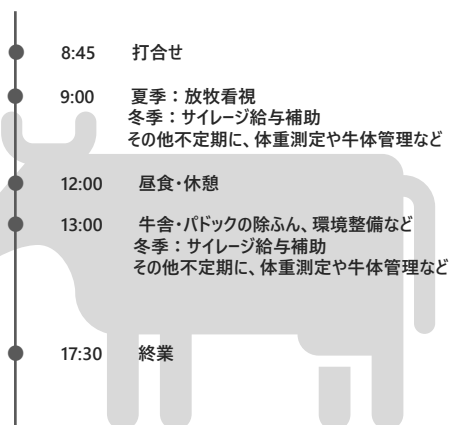 8:45 打合せ
9:00 夏季：放牧看視
冬季：サイレージ給与補助
その他不定期に、体重測定や牛体管理など
12:00 昼食・休憩
13:00 牛舎・パドックの除ふん、環境整備など
冬季：サイレージ給与補助
その他不定期に、体重測定や牛体管理など
17:30 終業